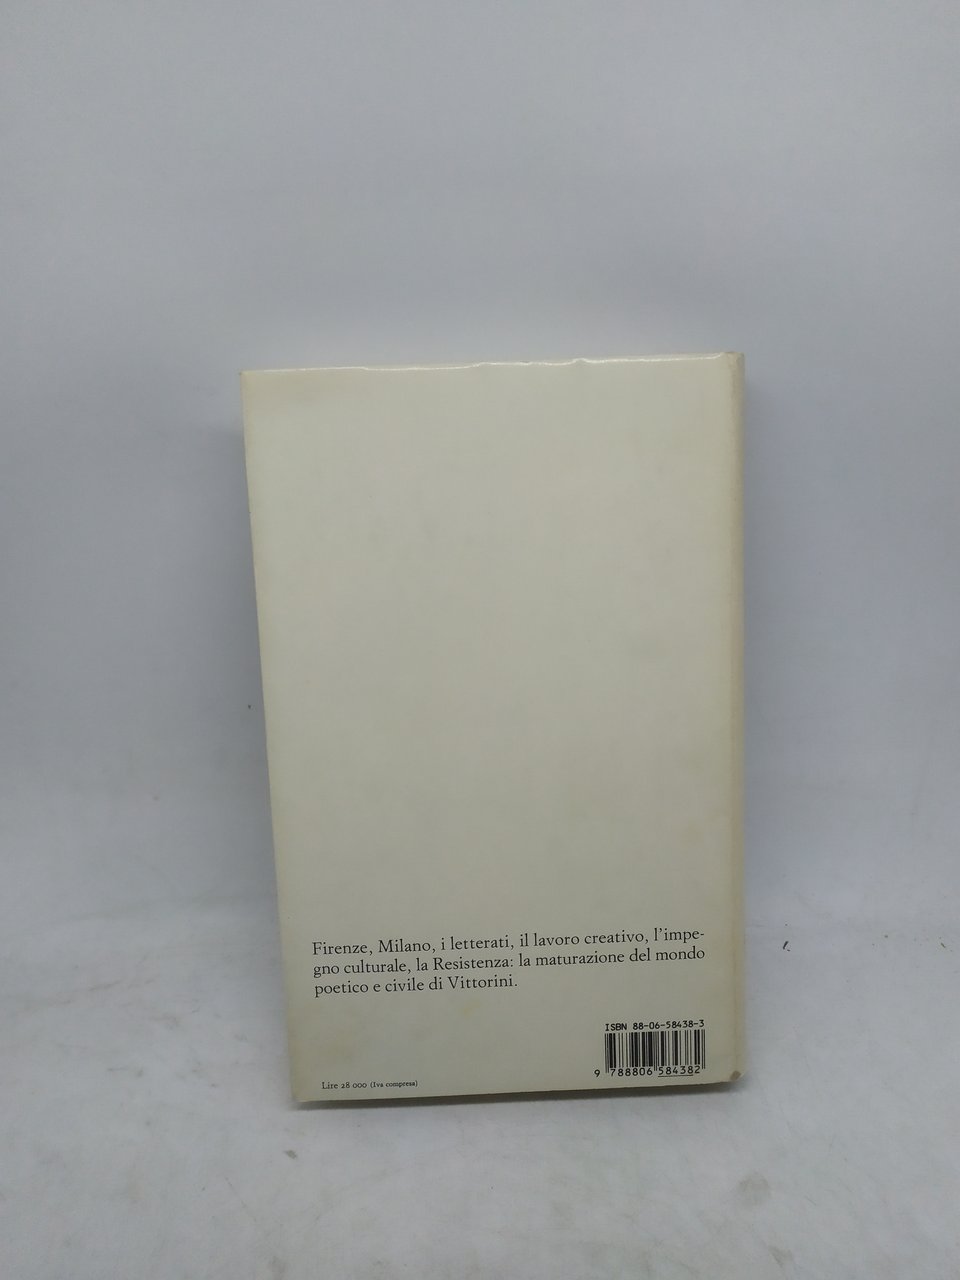 Firenze, Milano, i letterati, il lavoro creativo, l'impe-
gno culturale, la Resistenza: la maturazione del mondo
poetico e civile di Vittorini.
ISBN 88-06-58438-3
9 788806 584382
Lire 28 000 (Iva compresa)